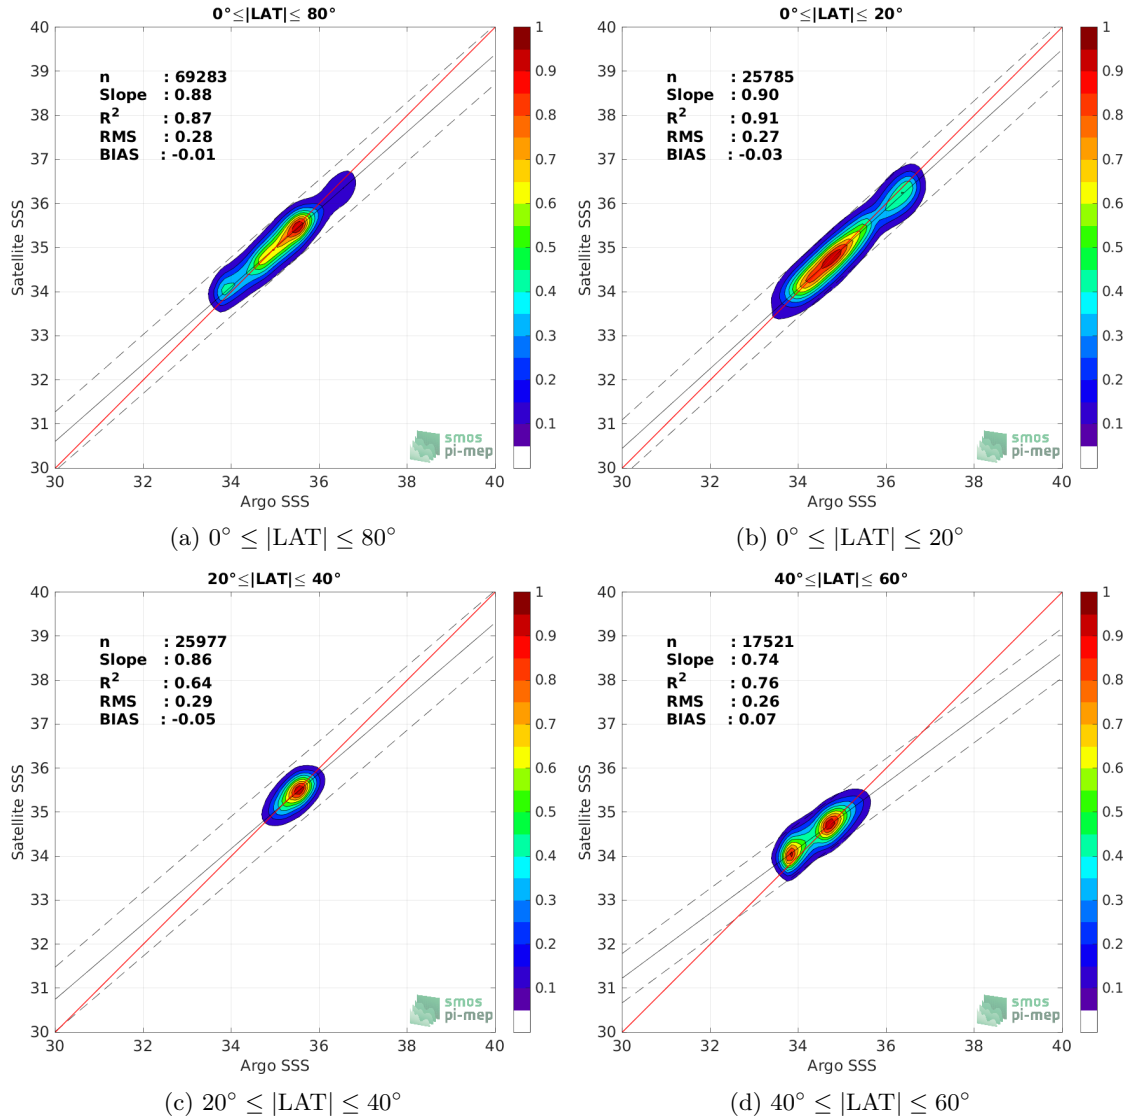 0°≤|LAT|≤ 80°
n : 69283
Slope : 0.88
R² : 0.87
RMS : 0.28
BIAS : -0.01
Satellite SSS
40
39
38
37
36
35
34
33
32
31
30
30 32 34 36 38 40
Argo SSS
smos
pi-mep
1
0.9
0.8
0.7
0.6
0.5
0.4
0.3
0.2
0.1
(a) 0° ≤ |LAT| ≤ 80°
0°≤|LAT|≤ 20°
n : 25785
Slope : 0.90
R² : 0.91
RMS : 0.27
BIAS : -0.03
Satellite SSS
40
39
38
37
36
35
34
33
32
31
30
30 32 34 36 38 40
Argo SSS
smos
pi-mep
1
0.9
0.8
0.7
0.6
0.5
0.4
0.3
0.2
0.1
(b) 0° ≤ |LAT| ≤ 20°
20°≤|LAT|≤ 40°
n : 25977
Slope : 0.86
R² : 0.64
RMS : 0.29
BIAS : -0.05
Satellite SSS
40
39
38
37
36
35
34
33
32
31
30
30 32 34 36 38 40
Argo SSS
smos
pi-mep
1
0.9
0.8
0.7
0.6
0.5
0.4
0.3
0.2
0.1
(c) 20° ≤ |LAT| ≤ 40°
40°≤|LAT|≤ 60°
n : 17521
Slope : 0.74
R² : 0.76
RMS : 0.26
BIAS : 0.07
Satellite SSS
40
39
38
37
36
35
34
33
32
31
30
30 32 34 36 38 40
Argo SSS
smos
pi-mep
1
0.9
0.8
0.7
0.6
0.5
0.4
0.3
0.2
0.1
(d) 40° ≤ |LAT| ≤ 60°